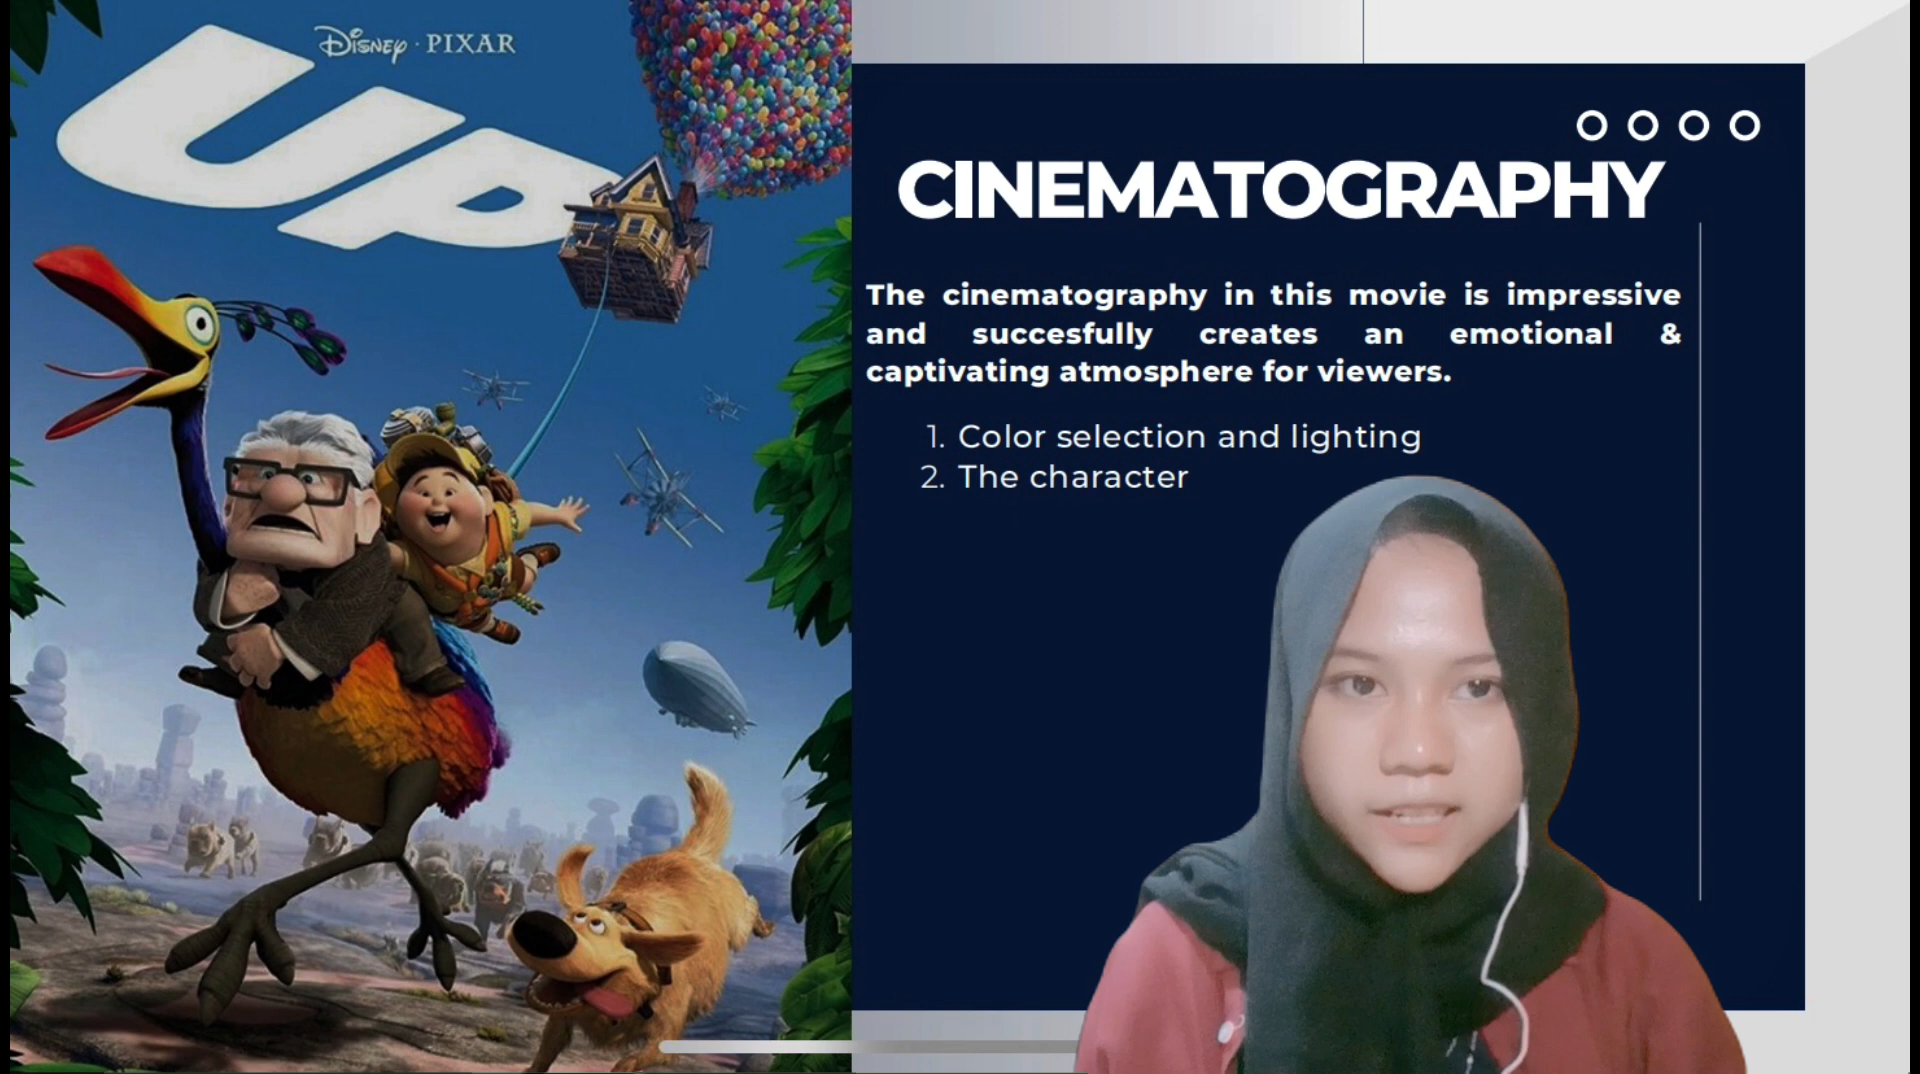 Disney · PIXAR
UP
CINEMATOGRAPHY
The cinematography in this movie is impressive
and succesfully creates an emotional &
captivating atmosphere for viewers.
1. Color selection and lighting
2. The character